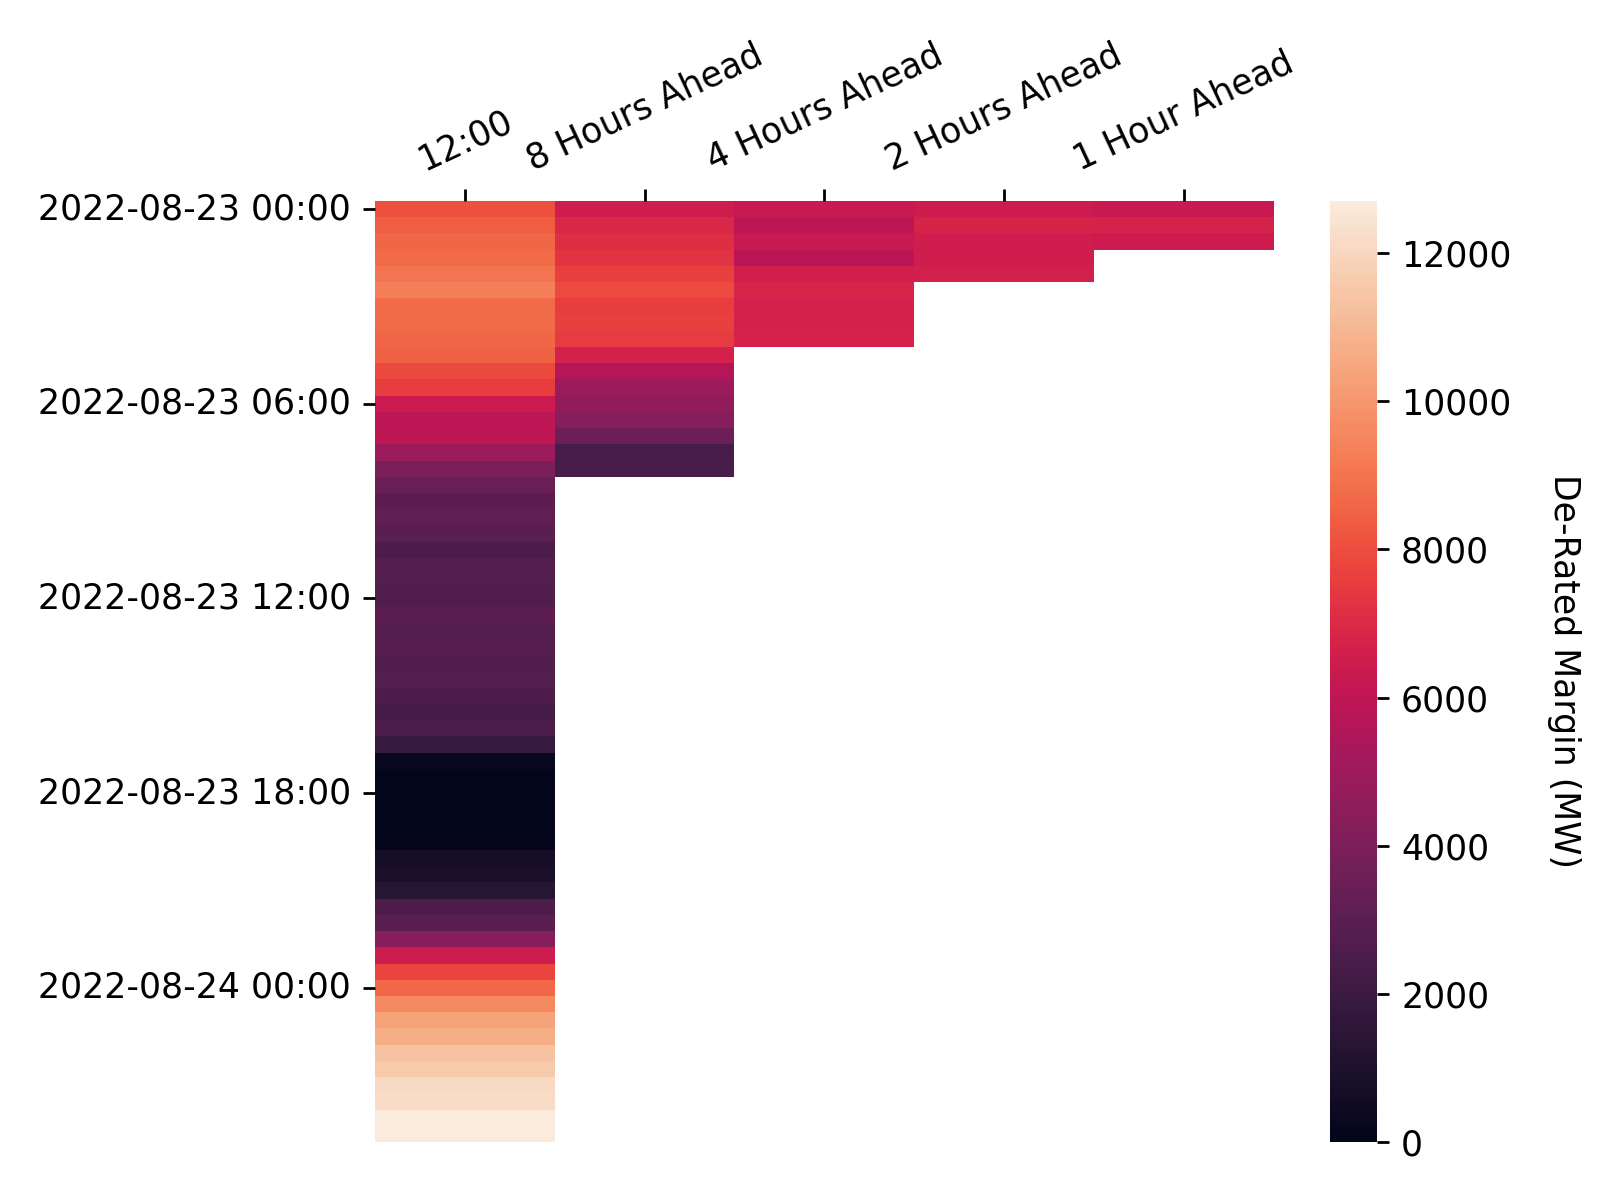 12:00
8 Hours Ahead
4 Hours Ahead
2 Hours Ahead
1 Hour Ahead
2022-08-23 00:00
2022-08-23 06:00
2022-08-23 12:00
2022-08-23 18:00
2022-08-24 00:00
12000
10000
8000
6000
4000
2000
0
De-Rated Margin (MW)